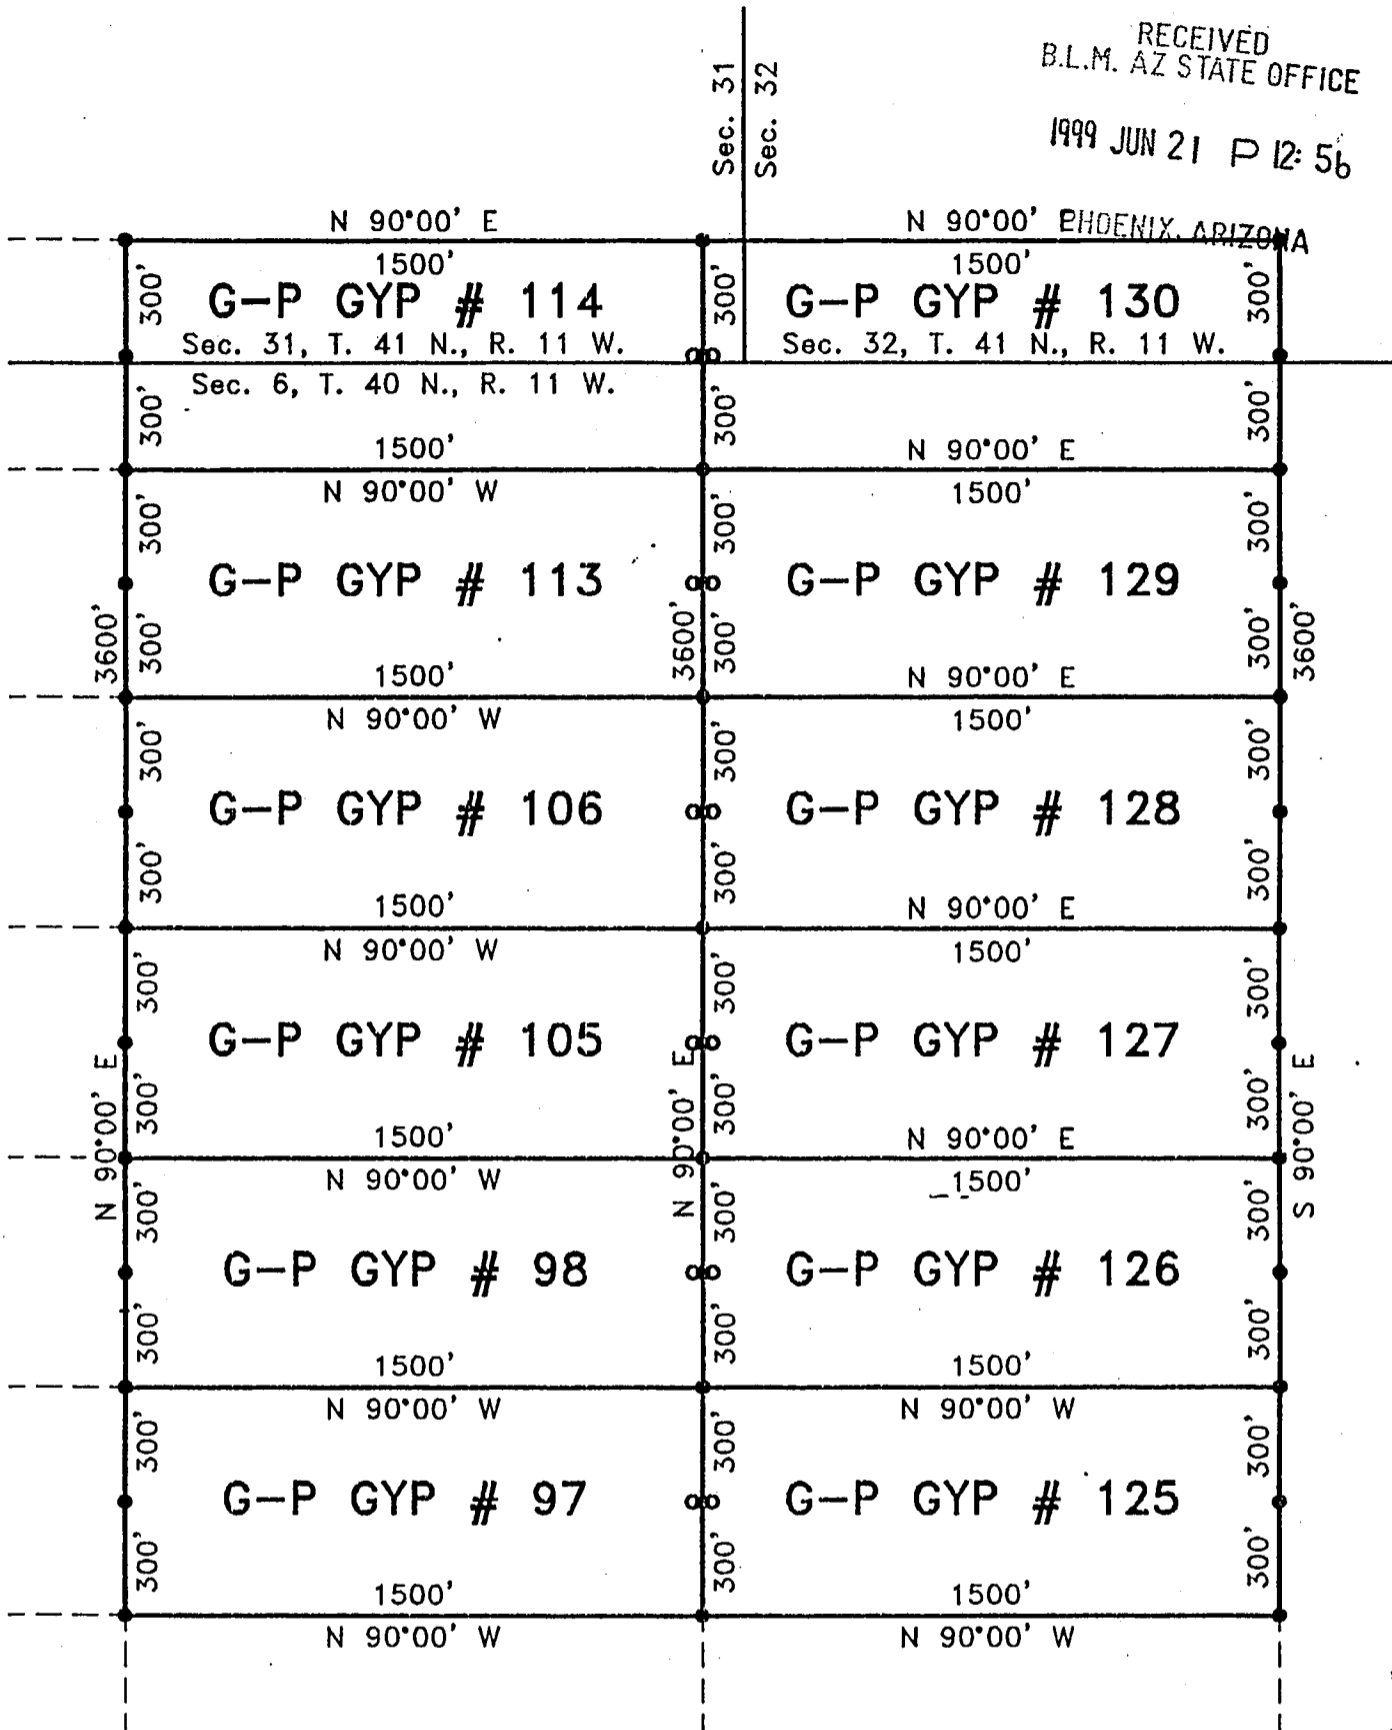 RECEIVED
B.L.M. AZ STATE OFFICE
1999 JUN 21 P 12: 56
PHOENIX, ARIZONA
Sec. 31
Sec. 32
N 90°00' E
N 90°00' E
1500'
1500'
300'
300'
300'
G-P GYP # 114
G-P GYP # 130
Sec. 31, T. 41 N., R. 11 W.
Sec. 32, T. 41 N., R. 11 W.
Sec. 6, T. 40 N., R. 11 W.
300'
300'
300'
1500'
N 90°00' E
N 90°00' W
1500'
300'
300'
300'
G-P GYP # 113
G-P GYP # 129
3600'
300'
3600'
300'
300'
3600'
1500'
N 90°00' E
N 90°00' W
1500'
300'
300'
300'
G-P GYP # 106
G-P GYP # 128
300'
300'
300'
1500'
N 90°00' E
N 90°00' W
1500'
300'
300'
300'
G-P GYP # 105
G-P GYP # 127
N 90°00' E
300'
N 90°00' E
300'
300'
S 90°00' E
1500'
N 90°00' E
N 90°00' W
1500'
300'
300'
300'
G-P GYP # 98
G-P GYP # 126
300'
300'
300'
1500'
1500'
N 90°00' W
N 90°00' W
300'
300'
300'
G-P GYP # 97
G-P GYP # 125
300'
300'
300'
1500'
1500'
N 90°00' W
N 90°00' W